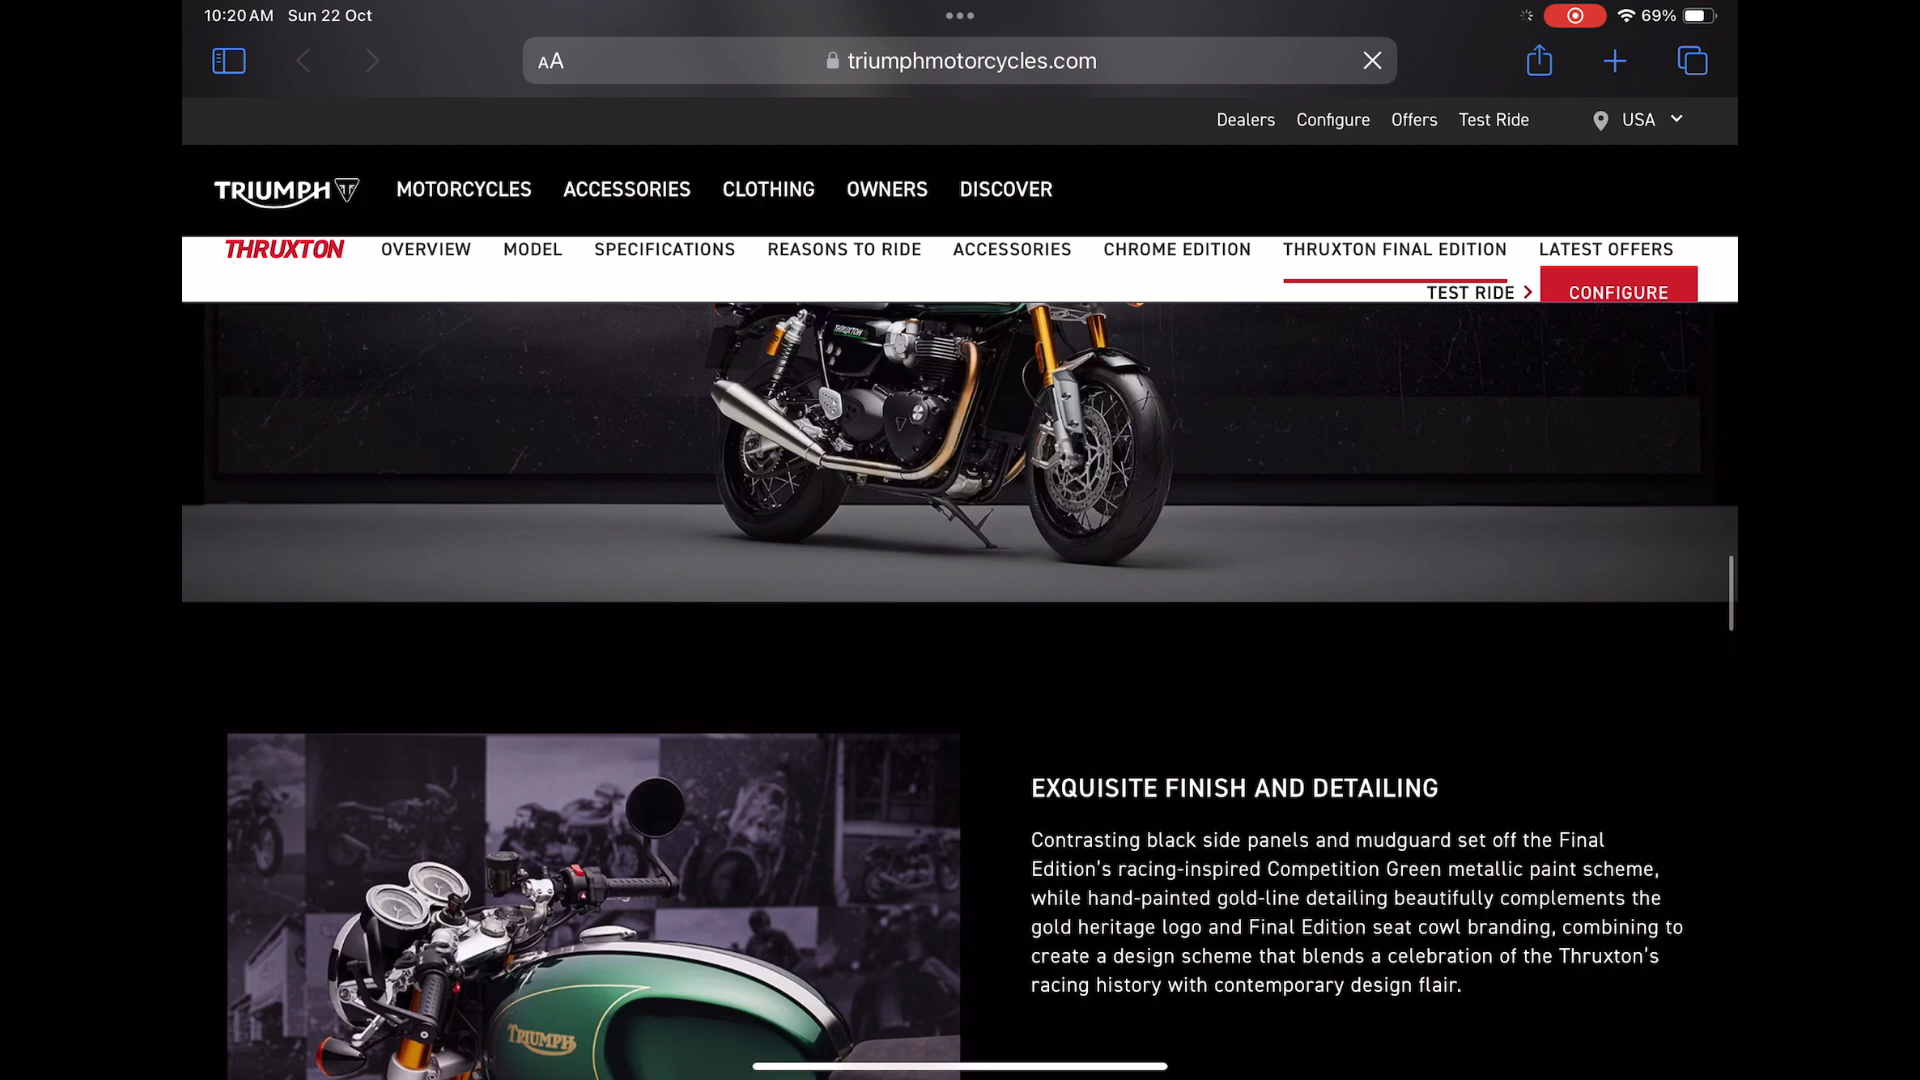 10:20 AM Sun 22 Oct
69%
AA
triumphmotorcycles.com
Dealers Configure Offers Test Ride USA
TRIUMPH MOTORCYCLES ACCESSORIES CLOTHING OWNERS DISCOVER
THRUXTON OVERVIEW MODEL SPECIFICATIONS REASONS TO RIDE ACCESSORIES CHROME EDITION THRUXTON FINAL EDITION LATEST OFFERS
TEST RIDE CONFIGURE
THRUXTON
EXQUISITE FINISH AND DETAILING
Contrasting black side panels and mudguard set off the Final
Edition's racing-inspired Competition Green metallic paint scheme,
while hand-painted gold-line detailing beautifully complements the
gold heritage logo and Final Edition seat cowl branding, combining to
create a design scheme that blends a celebration of the Thruxton's
racing history with contemporary design flair.
TRIUMPH